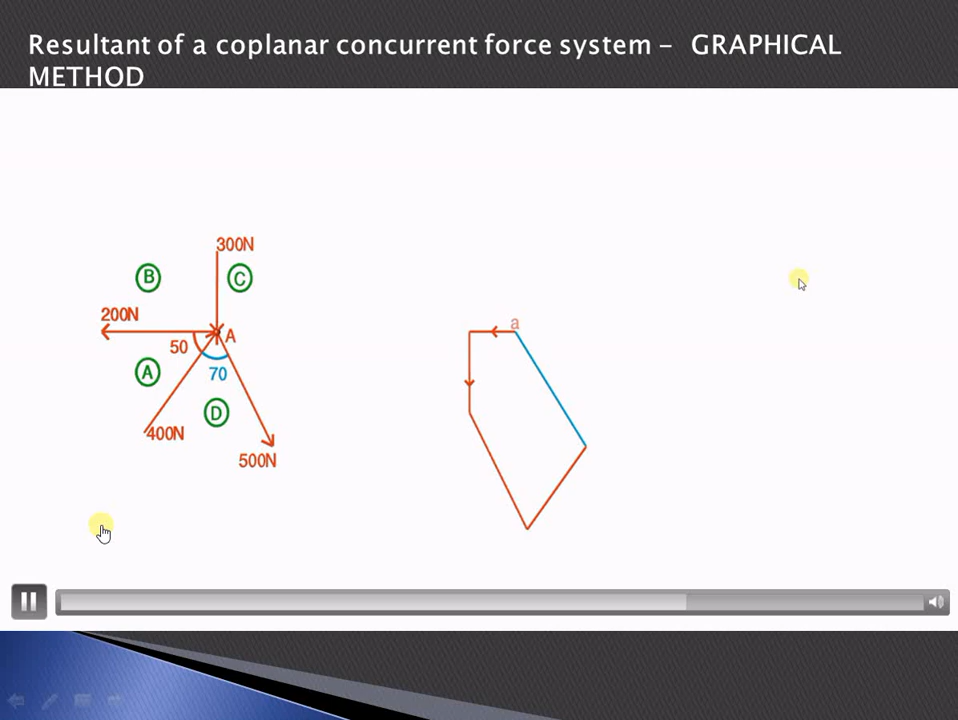 Resultant of a coplanar concurrent force system – GRAPHICAL
METHOD
300N
B
C
200N
A
50
a
A
70
D
400N
500N